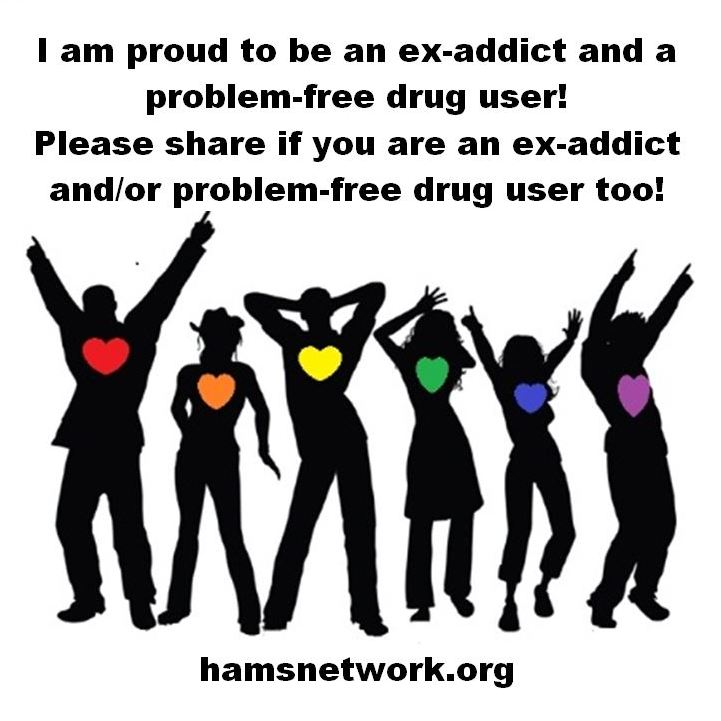 I am proud to be an ex-addict and a
problem-free drug user!
Please share if you are an ex-addict
and/or problem-free drug user too!
hamsnetwork.org